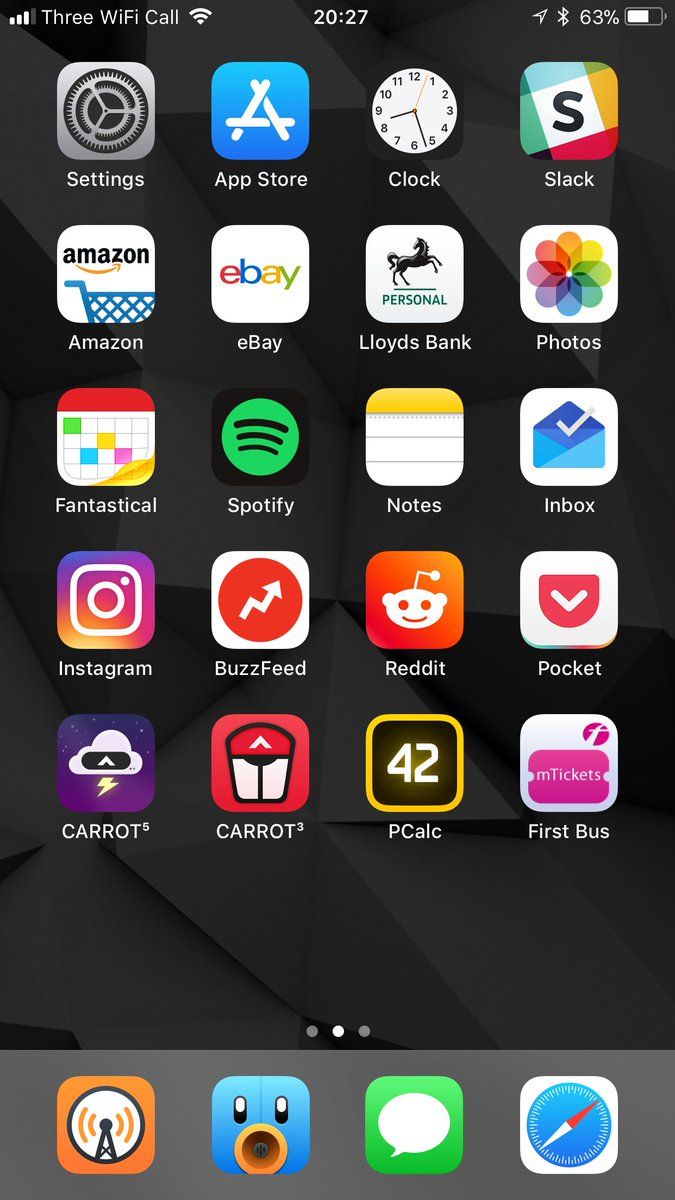 Three WiFi Call 20:27 63%
12
11 1
10 2
9 3
8 4
7 5
6
S
Settings App Store Clock Slack
amazon ebay PERSONAL
Amazon eBay Lloyds Bank Photos
Fantastical Spotify Notes Inbox
Instagram BuzzFeed Reddit Pocket
42 mTickets
CARROT⁵ CARROT³ PCalc First Bus